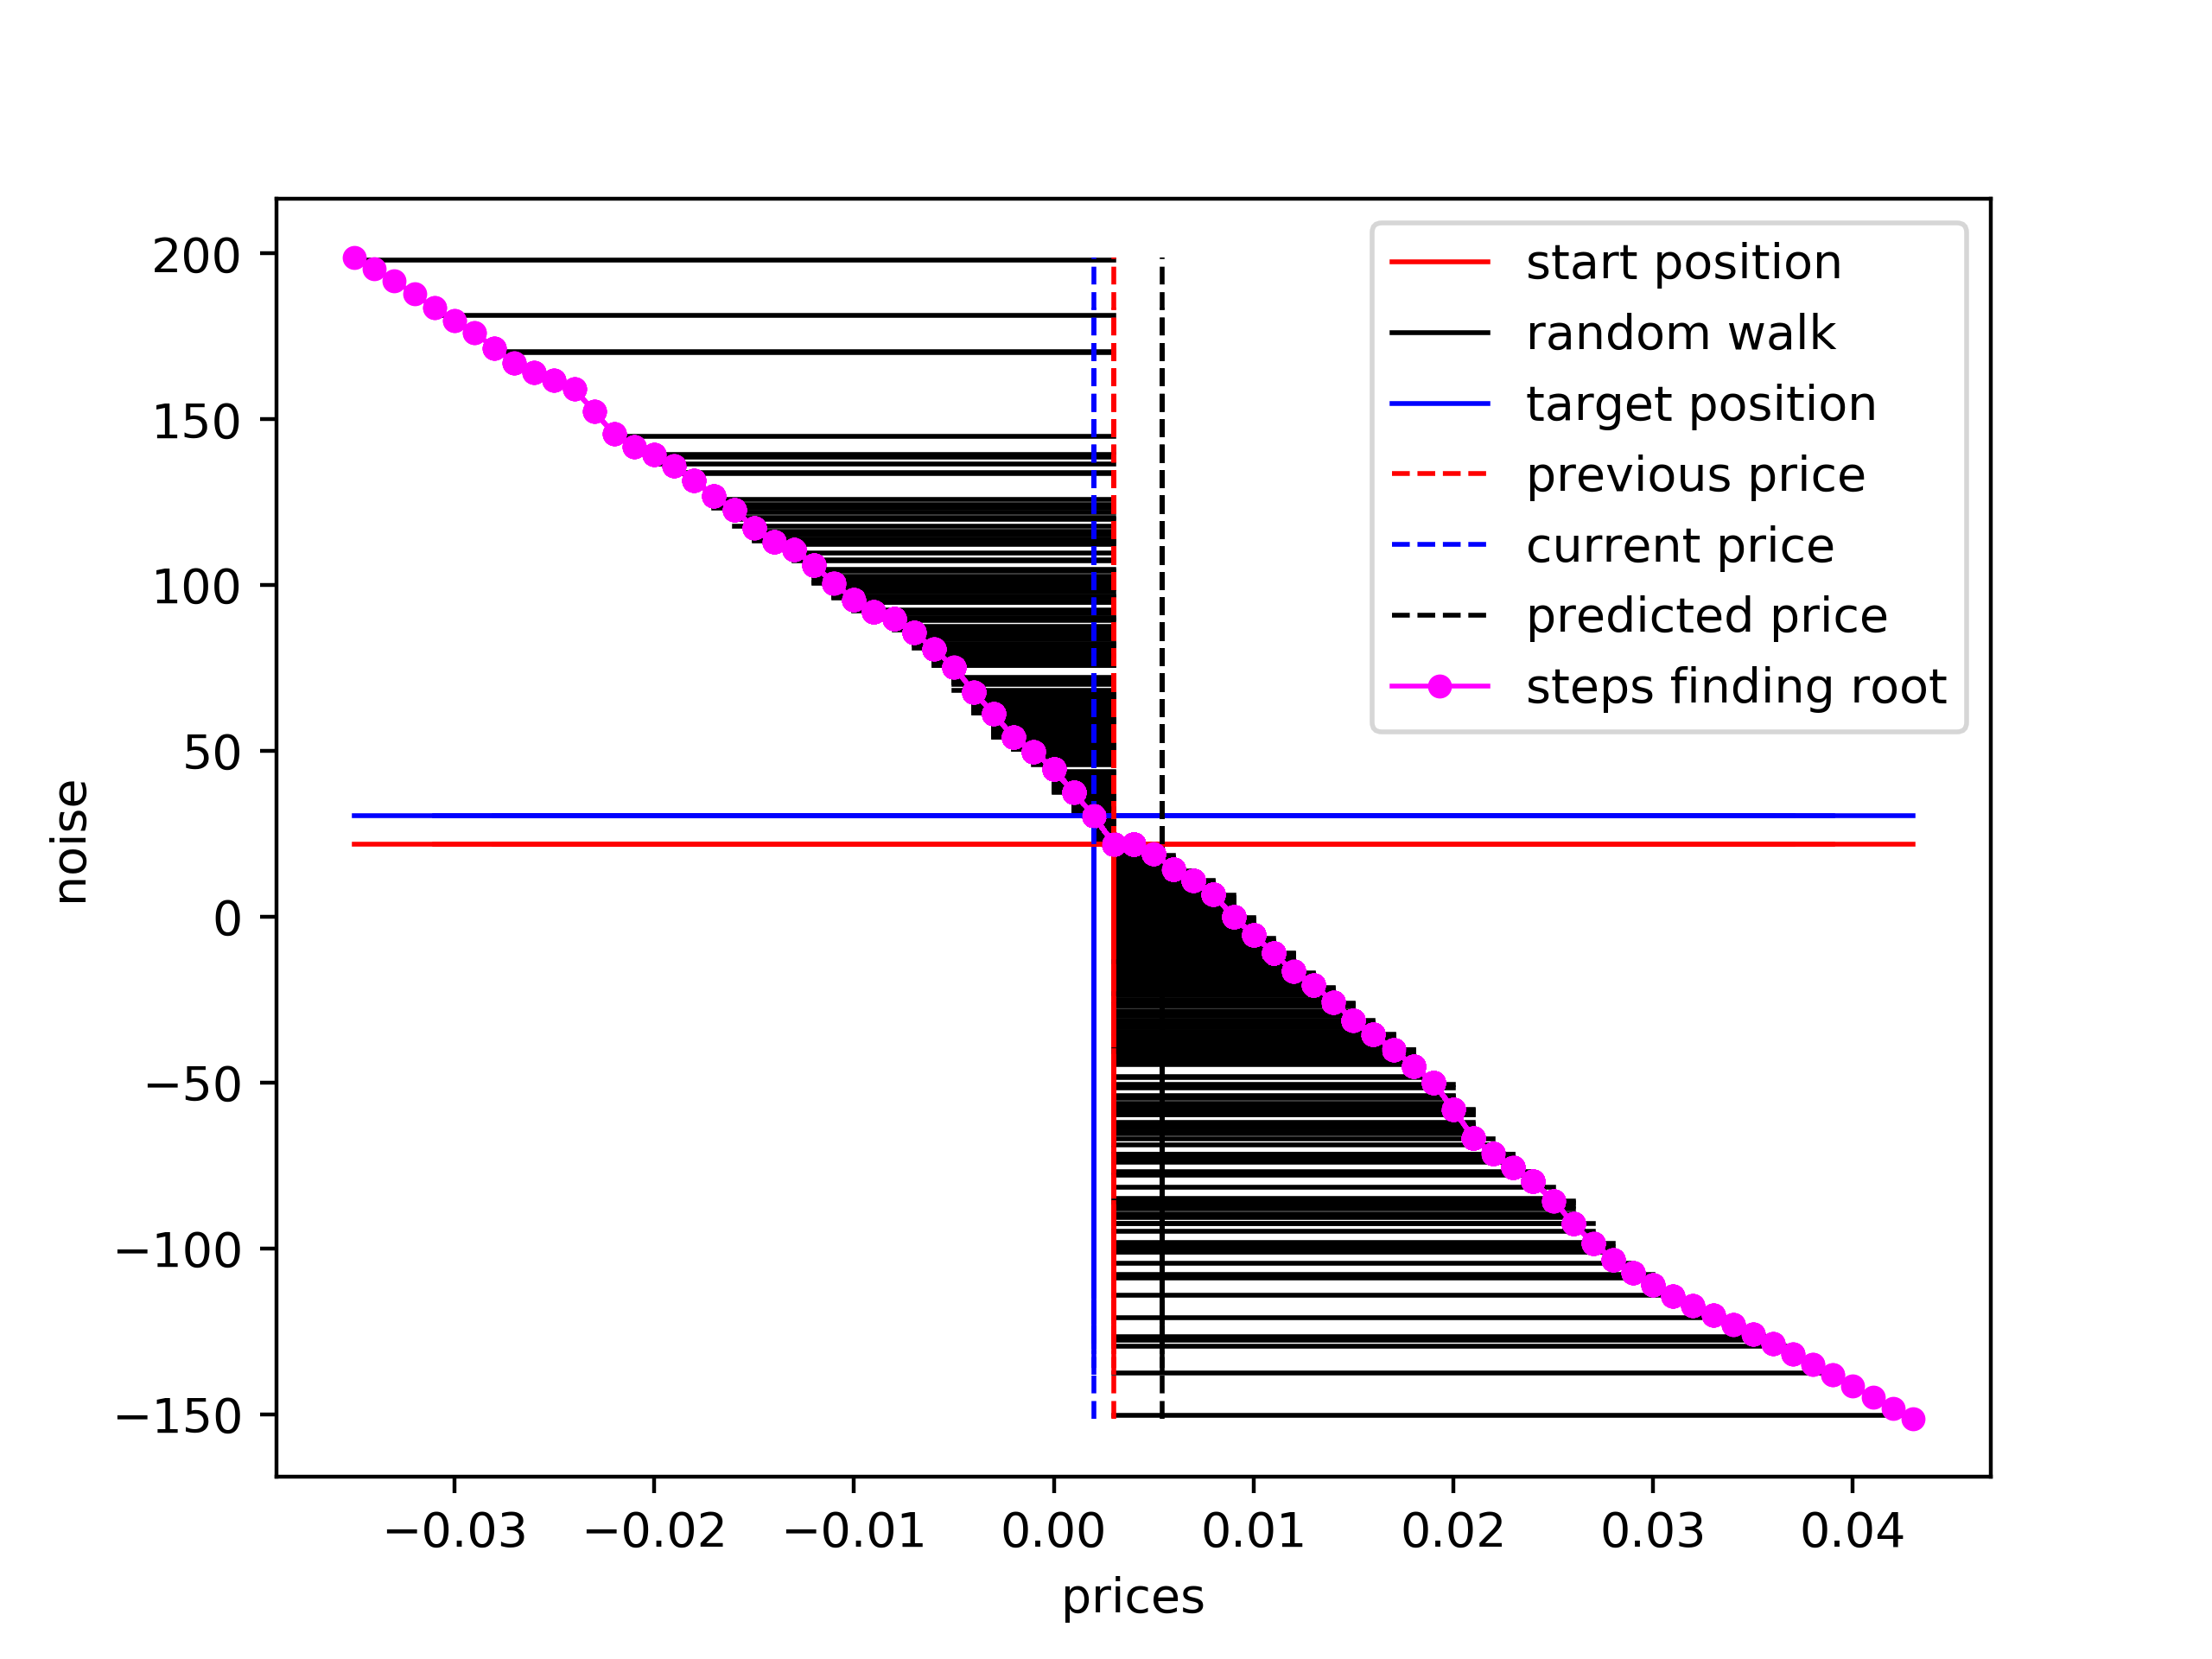 200
150
100
50
0
−50
−100
−150
noise
−0.03 −0.02 −0.01 0.00 0.01 0.02 0.03 0.04
prices
start position
random walk
target position
previous price
current price
predicted price
steps finding root